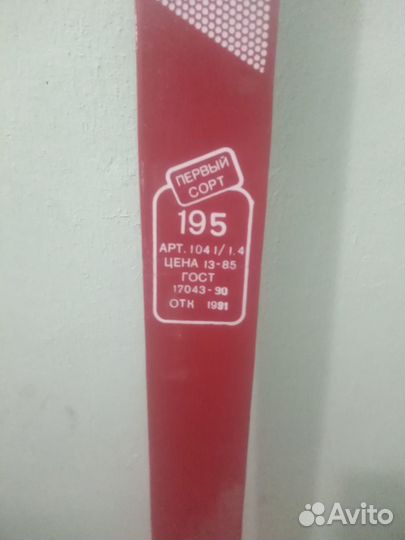 ПЕРВЫЙ
СОРТ
195
АРТ. 1041/1.4
ЦЕНА 13-85
ГОСТ
17043-90
ОТК 1991
Avito